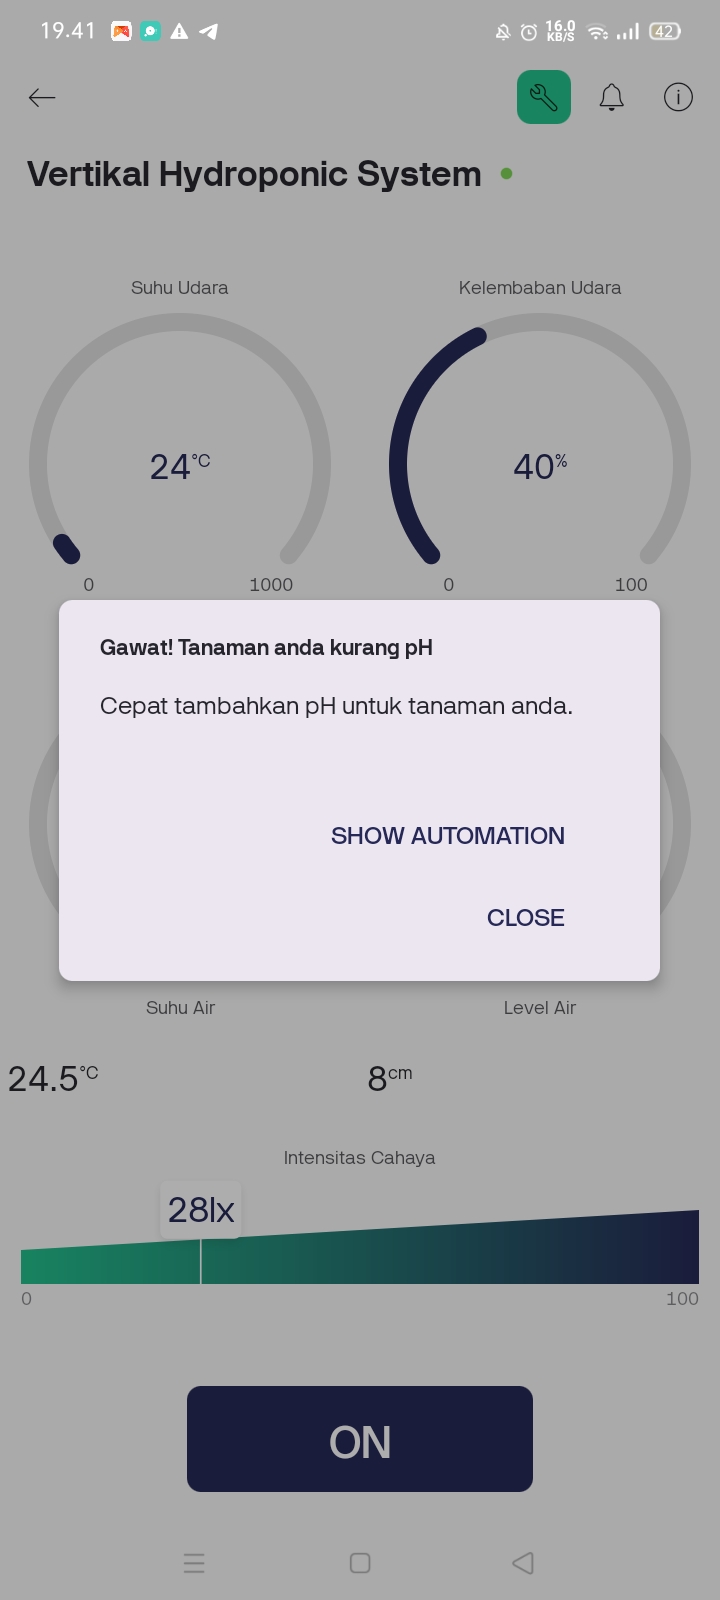 19.41
16.0
KB/S
42
Vertikal Hydroponic System
Suhu Udara
Kelembaban Udara
24°C
40%
0
1000
0
100
Gawat! Tanaman anda kurang pH
Cepat tambahkan pH untuk tanaman anda.
SHOW AUTOMATION
CLOSE
Suhu Air
Level Air
24.5°C
8cm
Intensitas Cahaya
28lx
0
100
ON